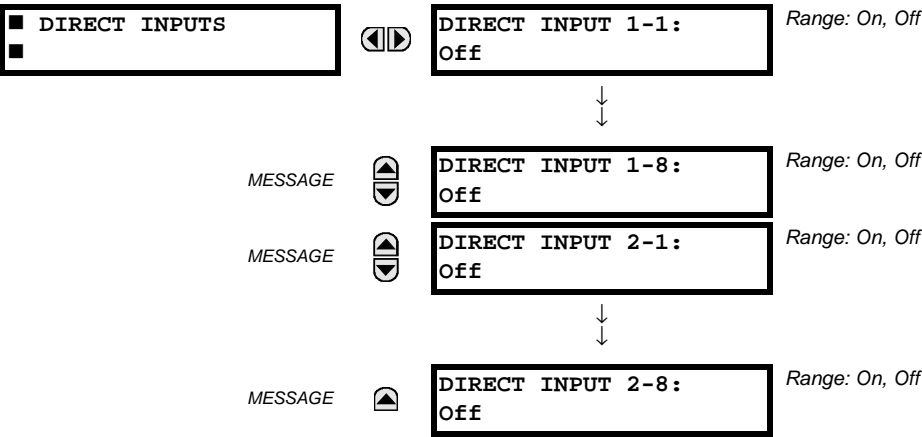 ■ DIRECT INPUTS
■
DIRECT INPUT 1-1:
Off
Range: On, Off
↓
↓
MESSAGE
DIRECT INPUT 1-8:
Off
Range: On, Off
MESSAGE
DIRECT INPUT 2-1:
Off
Range: On, Off
↓
↓
MESSAGE
DIRECT INPUT 2-8:
Off
Range: On, Off